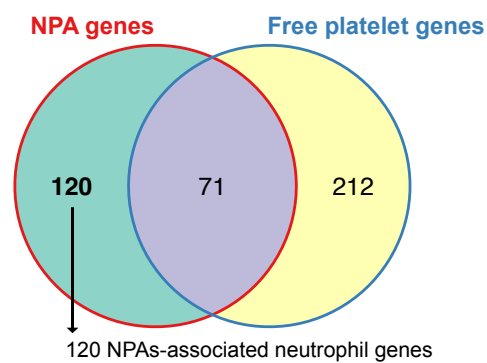 NPA genes Free platelet genes
120 71 212
120 NPAs-associated neutrophil genes